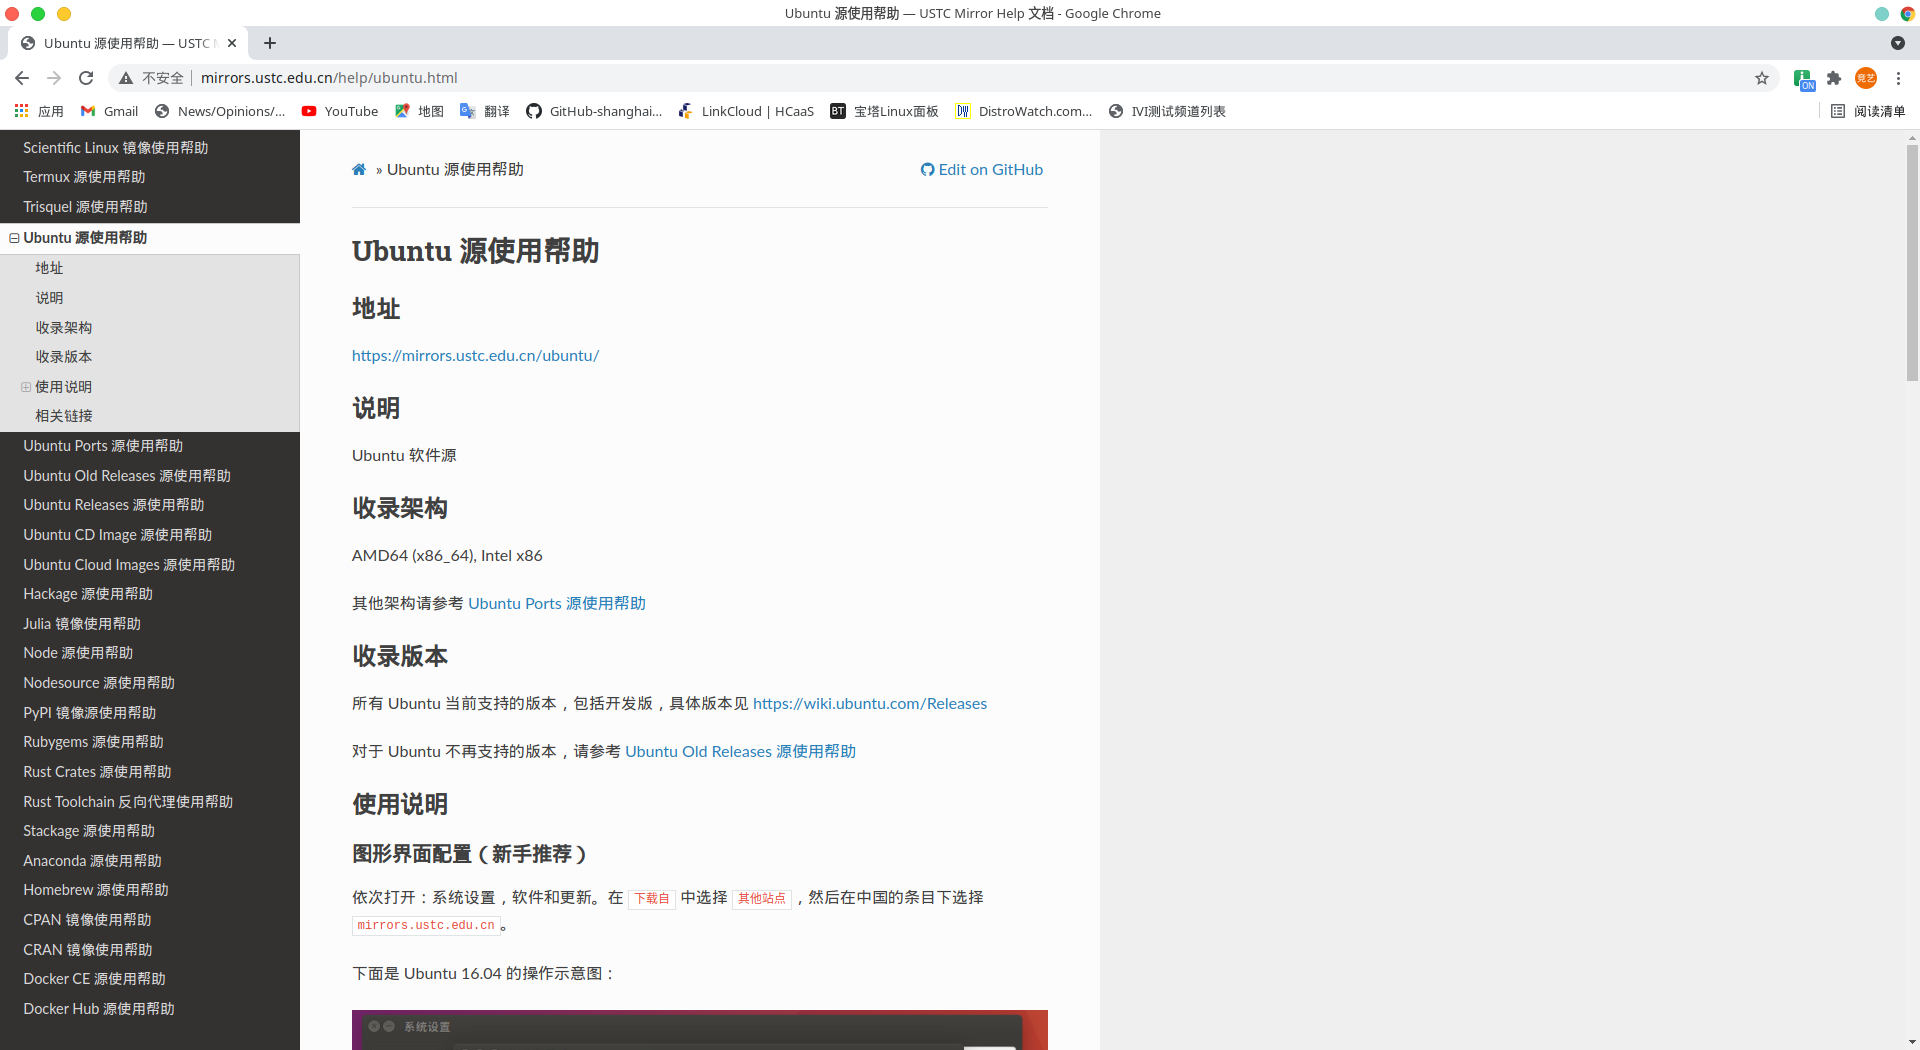 Ubuntu 源使用帮助 — USTC Mirror Help 文档 - Google Chrome
Ubuntu 源使用帮助 — USTC
不安全
mirrors.ustc.edu.cn/help/ubuntu.html
竞艺
ON
应用
Gmail
News/Opinions/...
YouTube
地图
翻译
GitHub-shanghai...
LinkCloud | HCaaS
BT 宝塔Linux面板
DW DistroWatch.com...
IVI测试频道列表
阅读清单
Scientific Linux 镜像使用帮助
Termux 源使用帮助
Trisquel 源使用帮助
Ubuntu 源使用帮助
地址
说明
收录架构
收录版本
使用说明
相关链接
Ubuntu Ports 源使用帮助
Ubuntu Old Releases 源使用帮助
Ubuntu Releases 源使用帮助
Ubuntu CD Image 源使用帮助
Ubuntu Cloud Images 源使用帮助
Hackage 源使用帮助
Julia 镜像使用帮助
Node 源使用帮助
Nodesource 源使用帮助
PyPI 镜像源使用帮助
Rubygems 源使用帮助
Rust Crates 源使用帮助
Rust Toolchain 反向代理使用帮助
Stackage 源使用帮助
Anaconda 源使用帮助
Homebrew 源使用帮助
CPAN 镜像使用帮助
CRAN 镜像使用帮助
Docker CE 源使用帮助
Docker Hub 源使用帮助
» Ubuntu 源使用帮助
Edit on GitHub
Ubuntu 源使用帮助
地址
https://mirrors.ustc.edu.cn/ubuntu/
说明
Ubuntu 软件源
收录架构
AMD64 (x86_64), Intel x86
其他架构请参考 Ubuntu Ports 源使用帮助
收录版本
所有 Ubuntu 当前支持的版本，包括开发版，具体版本见 https://wiki.ubuntu.com/Releases
对于 Ubuntu 不再支持的版本，请参考 Ubuntu Old Releases 源使用帮助
使用说明
图形界面配置（新手推荐）
依次打开：系统设置，软件和更新。在 下载自 中选择 其他站点 ，然后在中国的条目下选择
mirrors.ustc.edu.cn 。
下面是 Ubuntu 16.04 的操作示意图：
系统设置